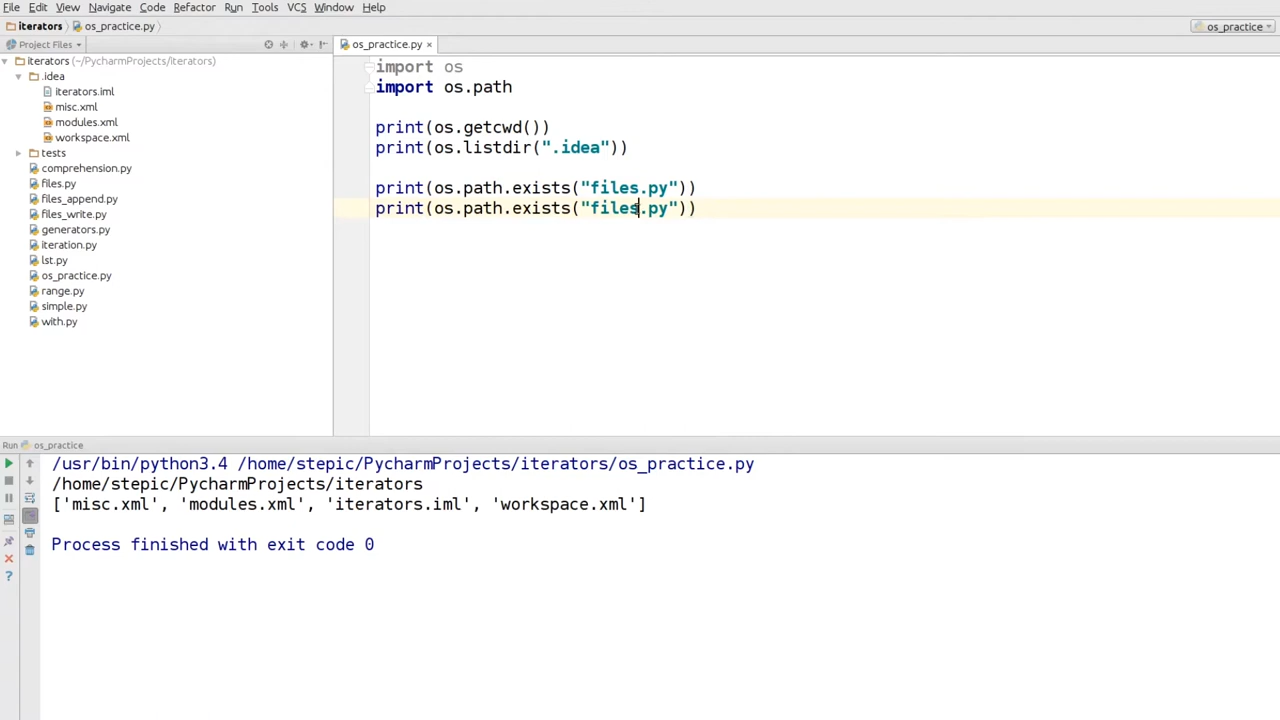 File Edit View Navigate Code Refactor Run Tools VCS Window Help
iterators os_practice.py os_practice
Project Files os_practice.py ×
iterators (~/PycharmProjects/iterators)
.idea
iterators.iml
misc.xml
modules.xml
workspace.xml
tests
comprehension.py
files.py
files_append.py
files_write.py
generators.py
iteration.py
lst.py
os_practice.py
range.py
simple.py
with.py
import os
import os.path
print(os.getcwd())
print(os.listdir(".idea"))
print(os.path.exists("files.py"))
print(os.path.exists("files.py"))
Run os_practice
/usr/bin/python3.4 /home/stepic/PycharmProjects/iterators/os_practice.py
/home/stepic/PycharmProjects/iterators
['misc.xml', 'modules.xml', 'iterators.iml', 'workspace.xml']
Process finished with exit code 0